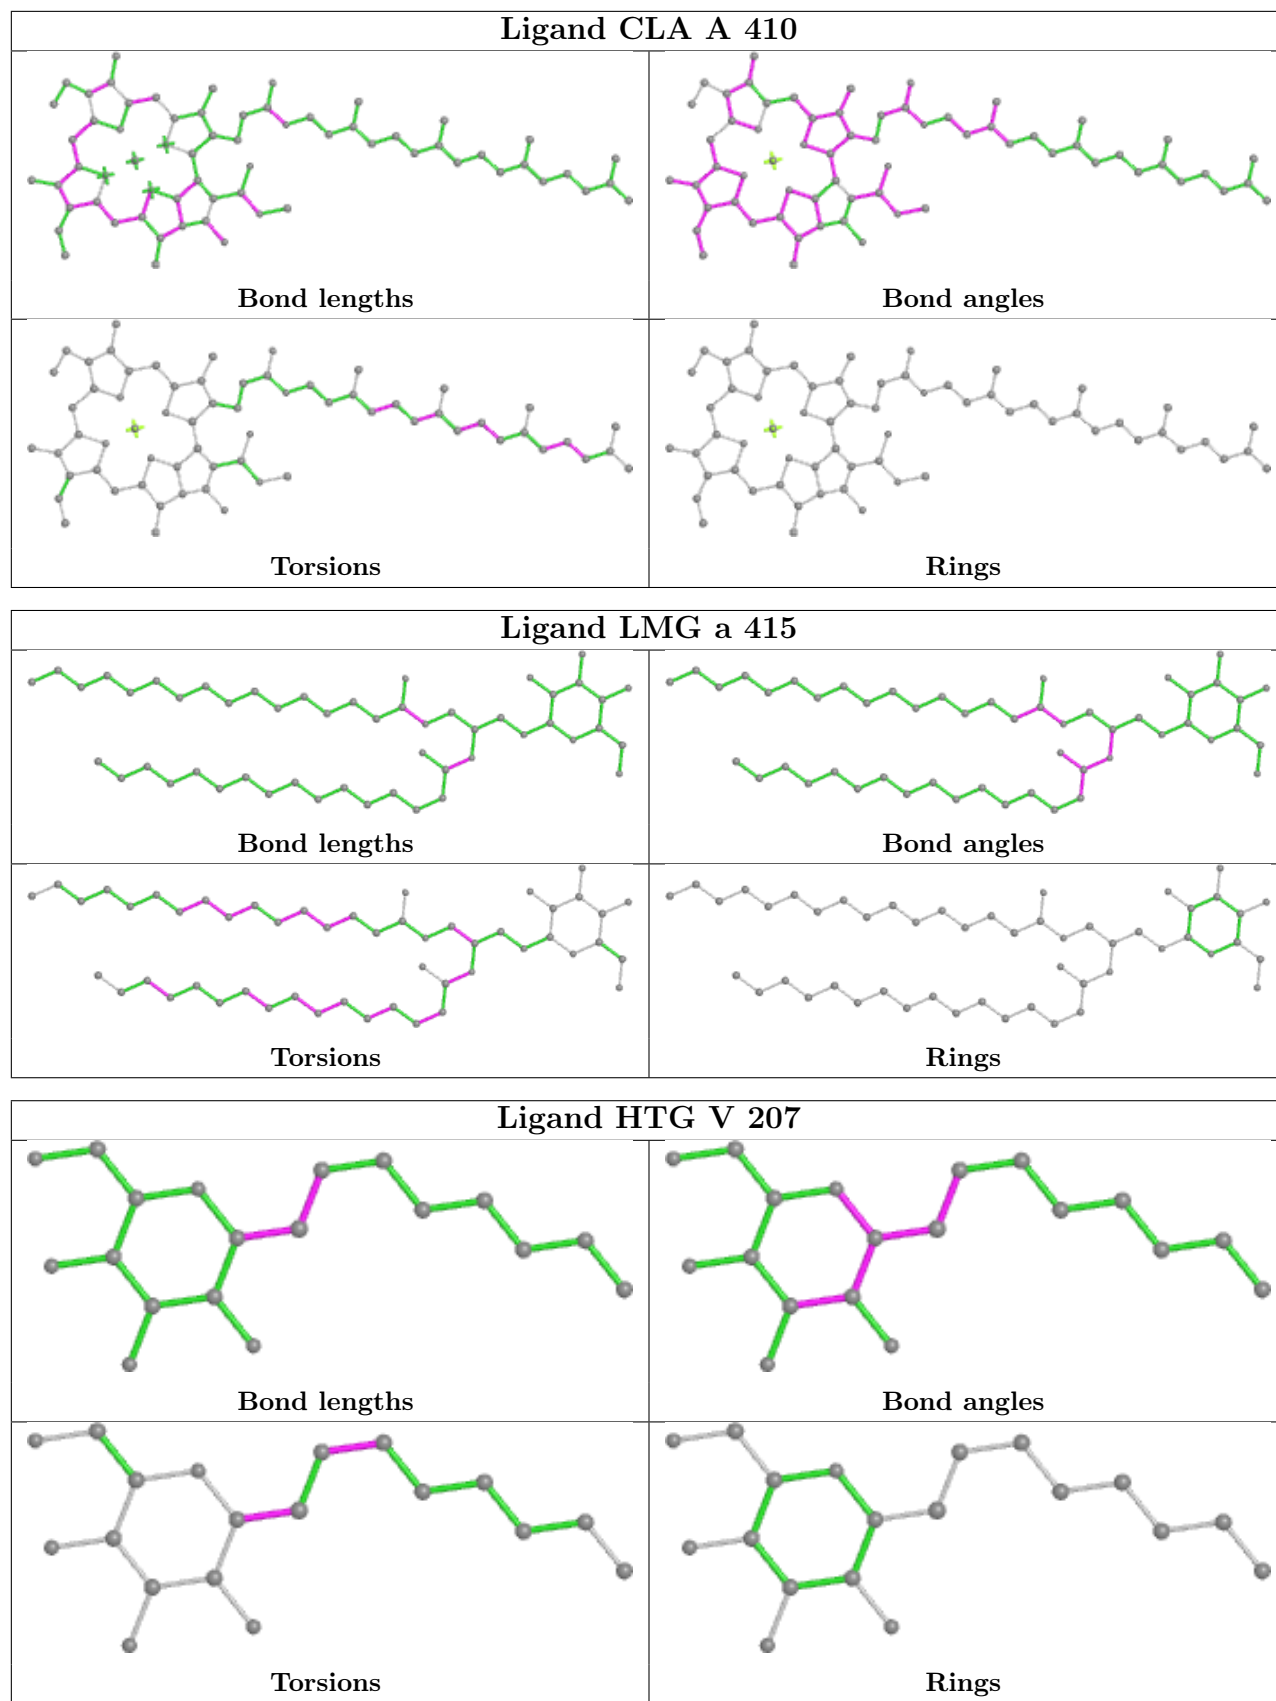 Ligand CLA A 410
Bond lengths
Bond angles
Torsions
Rings
Ligand LMG a 415
Bond lengths
Bond angles
Torsions
Rings
Ligand HTG V 207
Bond lengths
Bond angles
Torsions
Rings